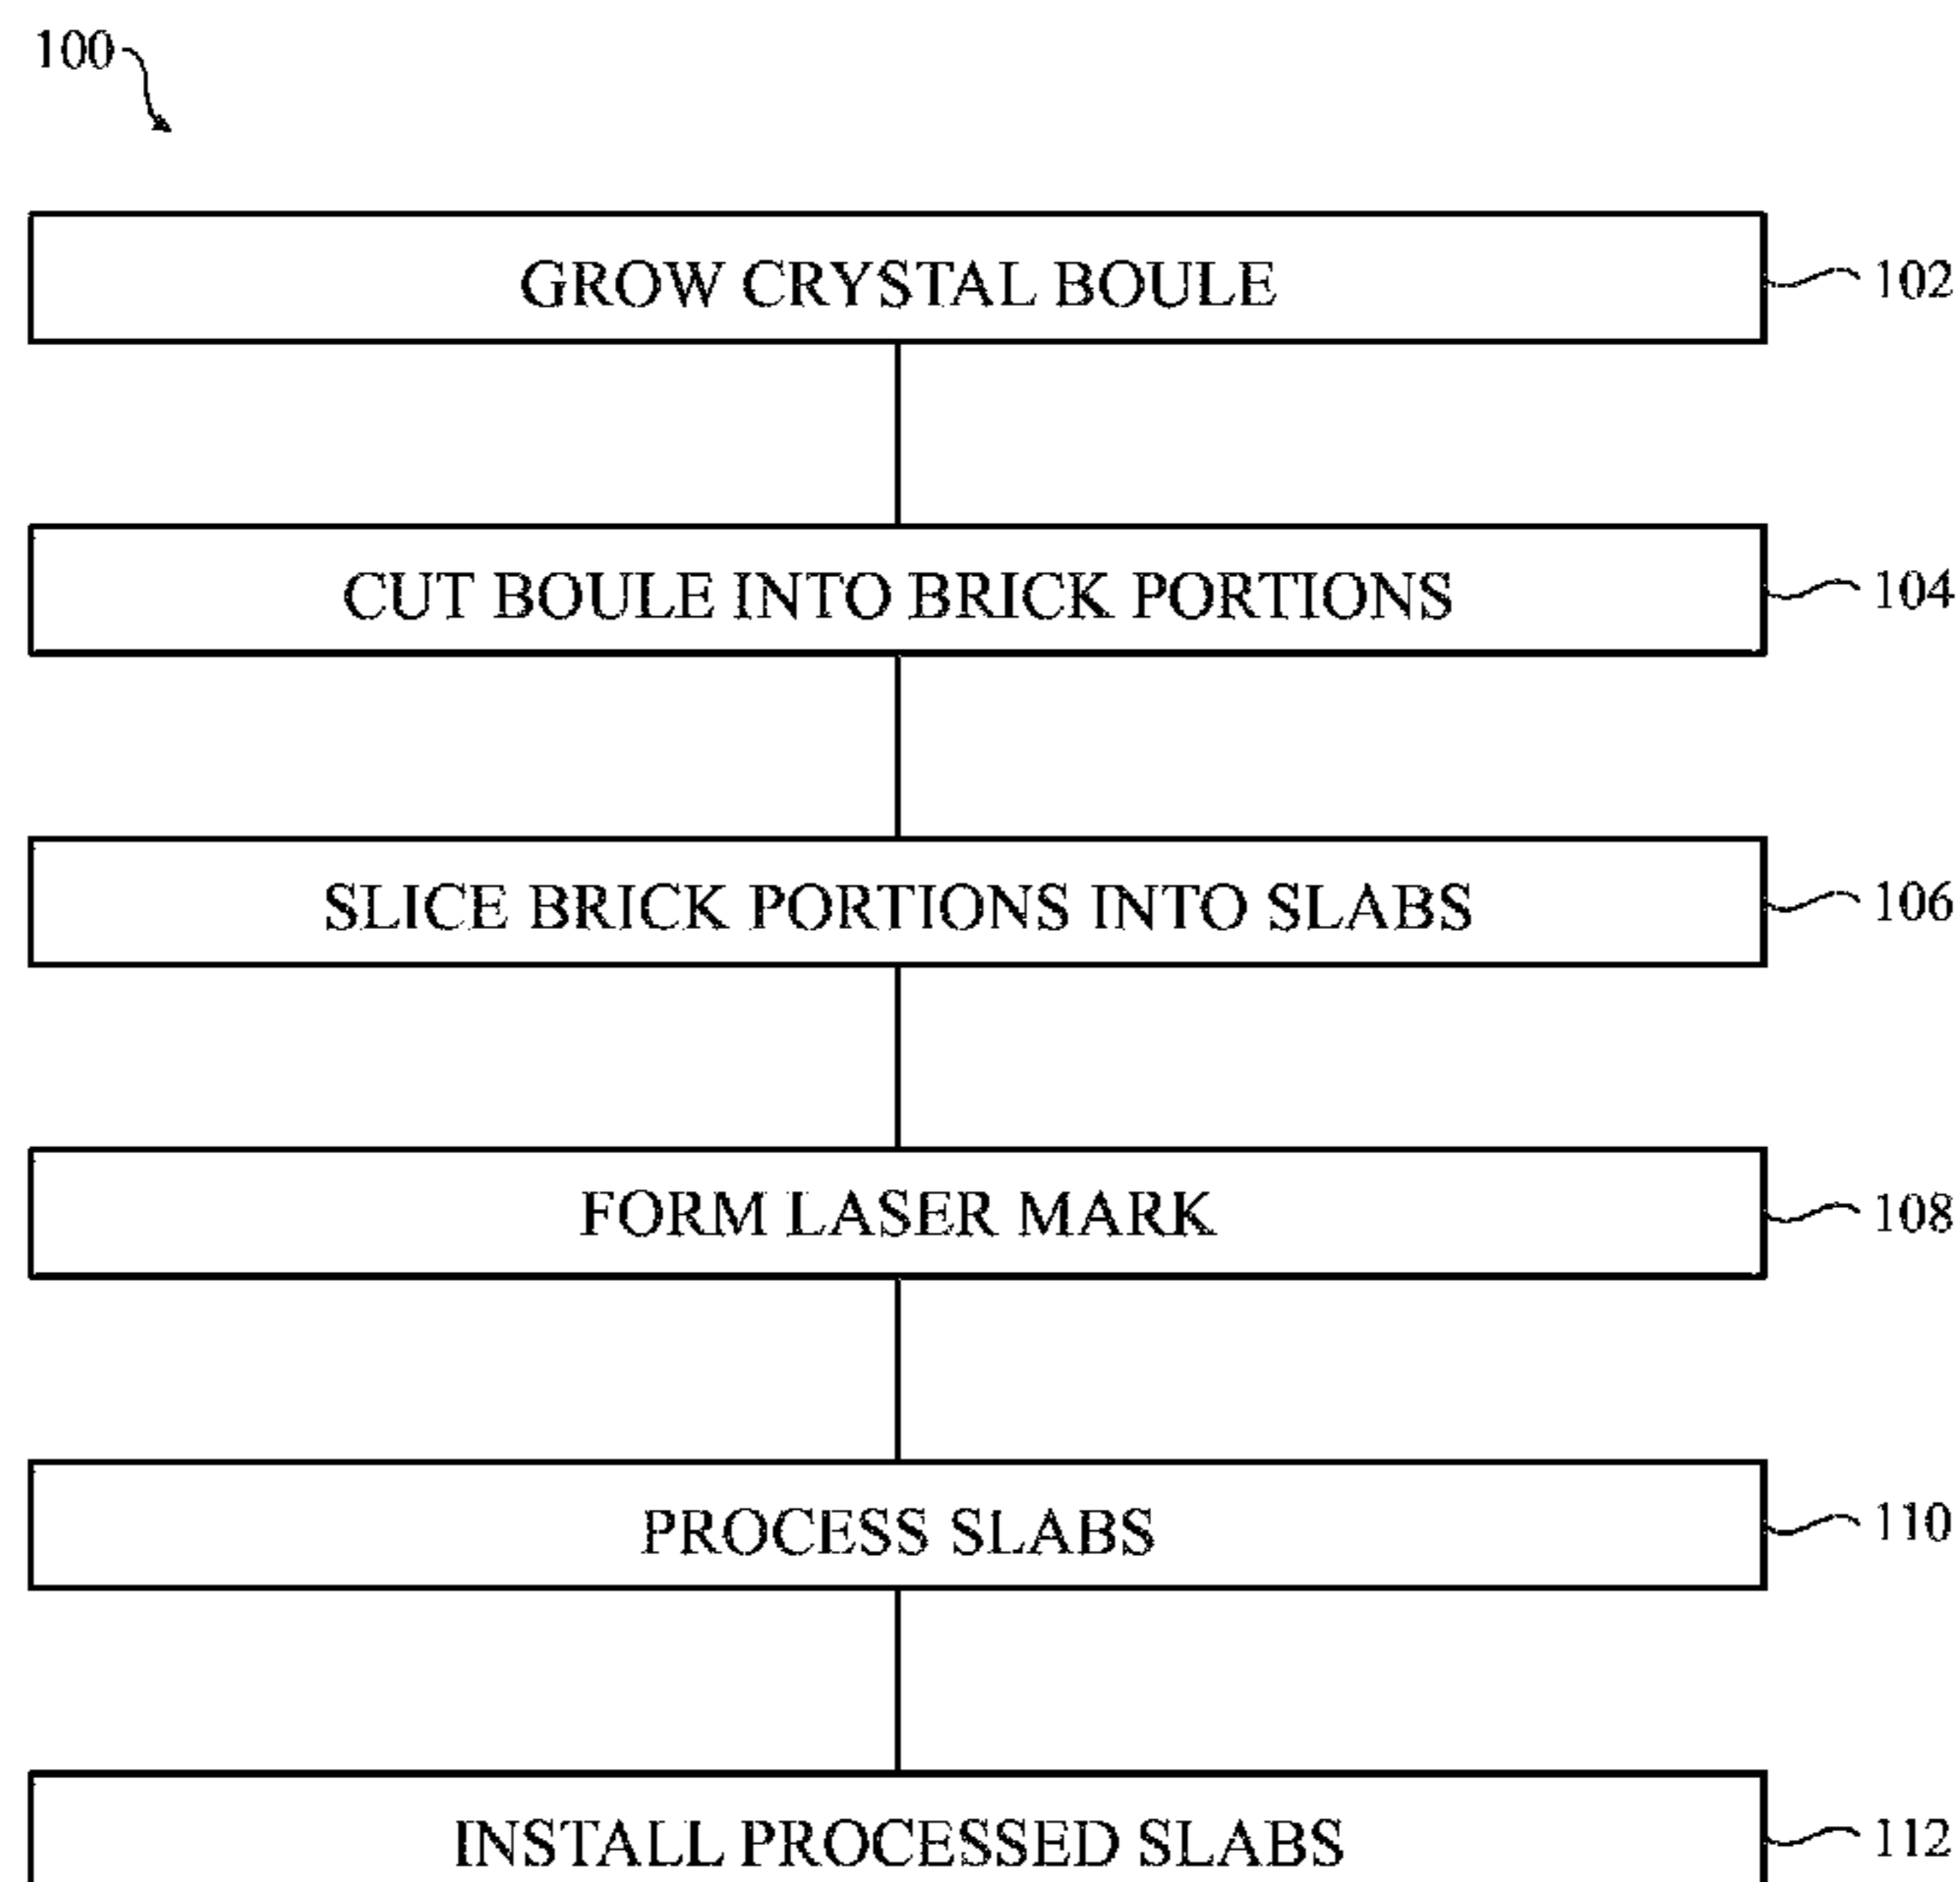 100
GROW CRYSTAL BOULE 102
CUT BOULE INTO BRICK PORTIONS 104
SLICE BRICK PORTIONS INTO SLABS 106
FORM LASER MARK 108
PROCESS SLABS 110
INSTALL PROCESSED SLABS 112